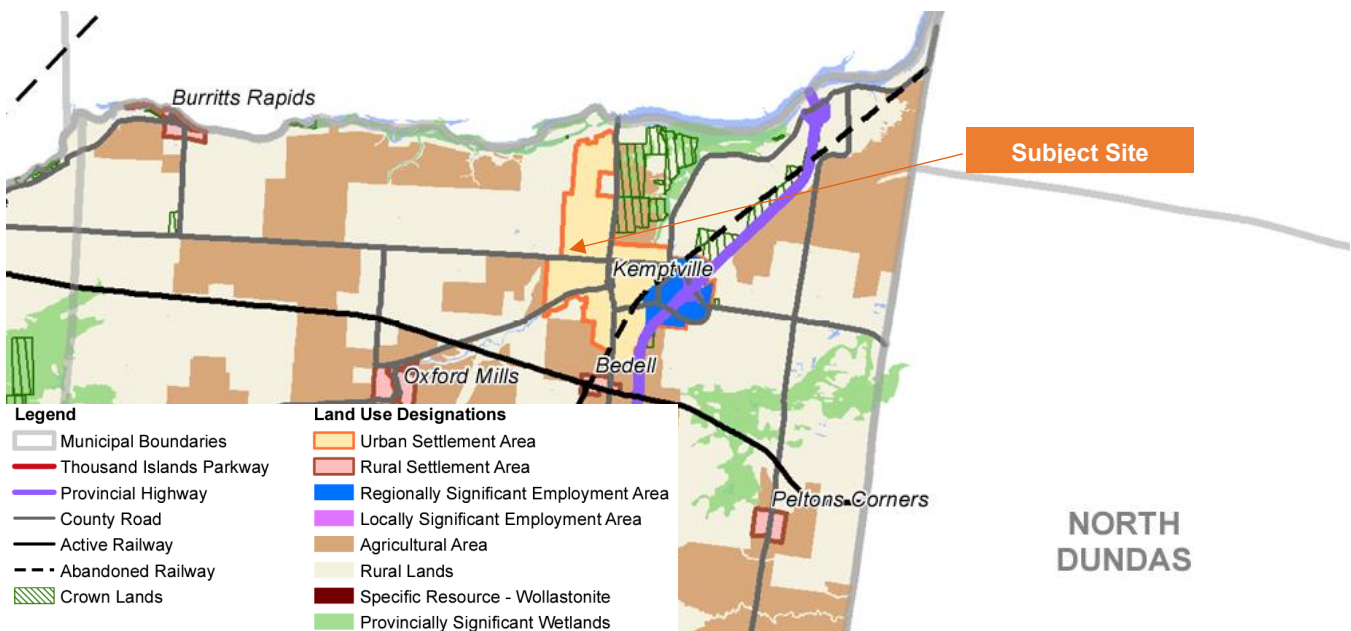 Burritts Rapids
Subject Site
Kemptville
Bedell
Oxford Mills
Peltons Corners
NORTH
DUNDAS
Legend
Municipal Boundaries
Thousand Islands Parkway
Provincial Highway
County Road
Active Railway
Abandoned Railway
Crown Lands
Land Use Designations
Urban Settlement Area
Rural Settlement Area
Regionally Significant Employment Area
Locally Significant Employment Area
Agricultural Area
Rural Lands
Specific Resource - Wollastonite
Provincially Significant Wetlands